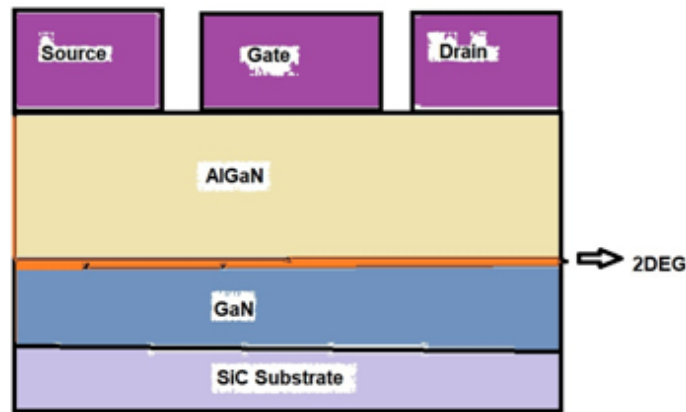 Source
Gate
Drain
AlGaN
2DEG
GaN
SiC Substrate